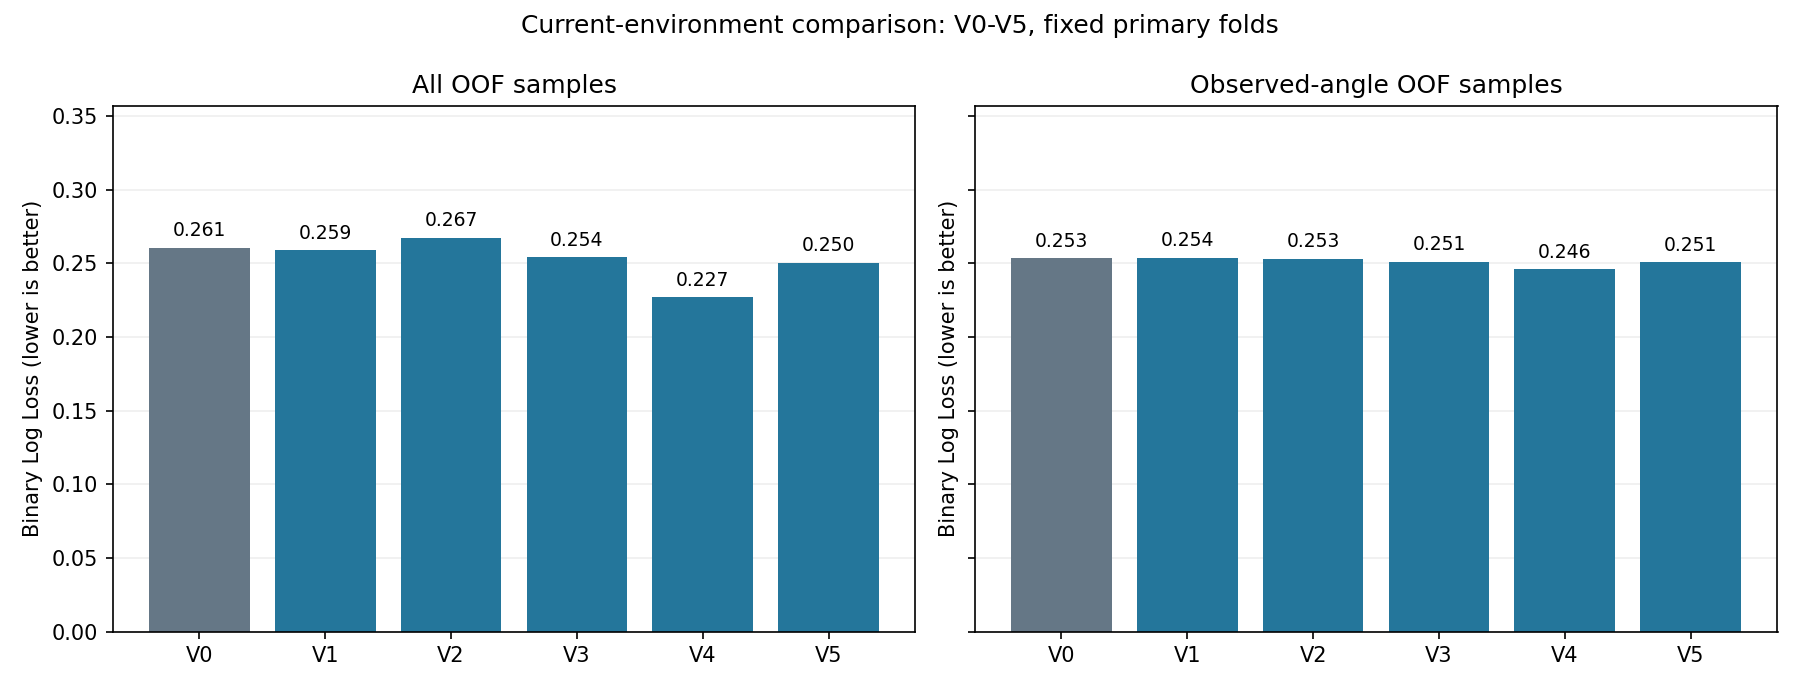 Current-environment comparison: V0-V5, fixed primary folds
All OOF samples
Binary Log Loss (lower is better)
0.35
0.30
0.25
0.20
0.15
0.10
0.05
0.00
0.261
0.259
0.267
0.254
0.227
0.250
V0
V1
V2
V3
V4
V5
Observed-angle OOF samples
Binary Log Loss (lower is better)
0.253
0.254
0.253
0.251
0.246
0.251
V0
V1
V2
V3
V4
V5